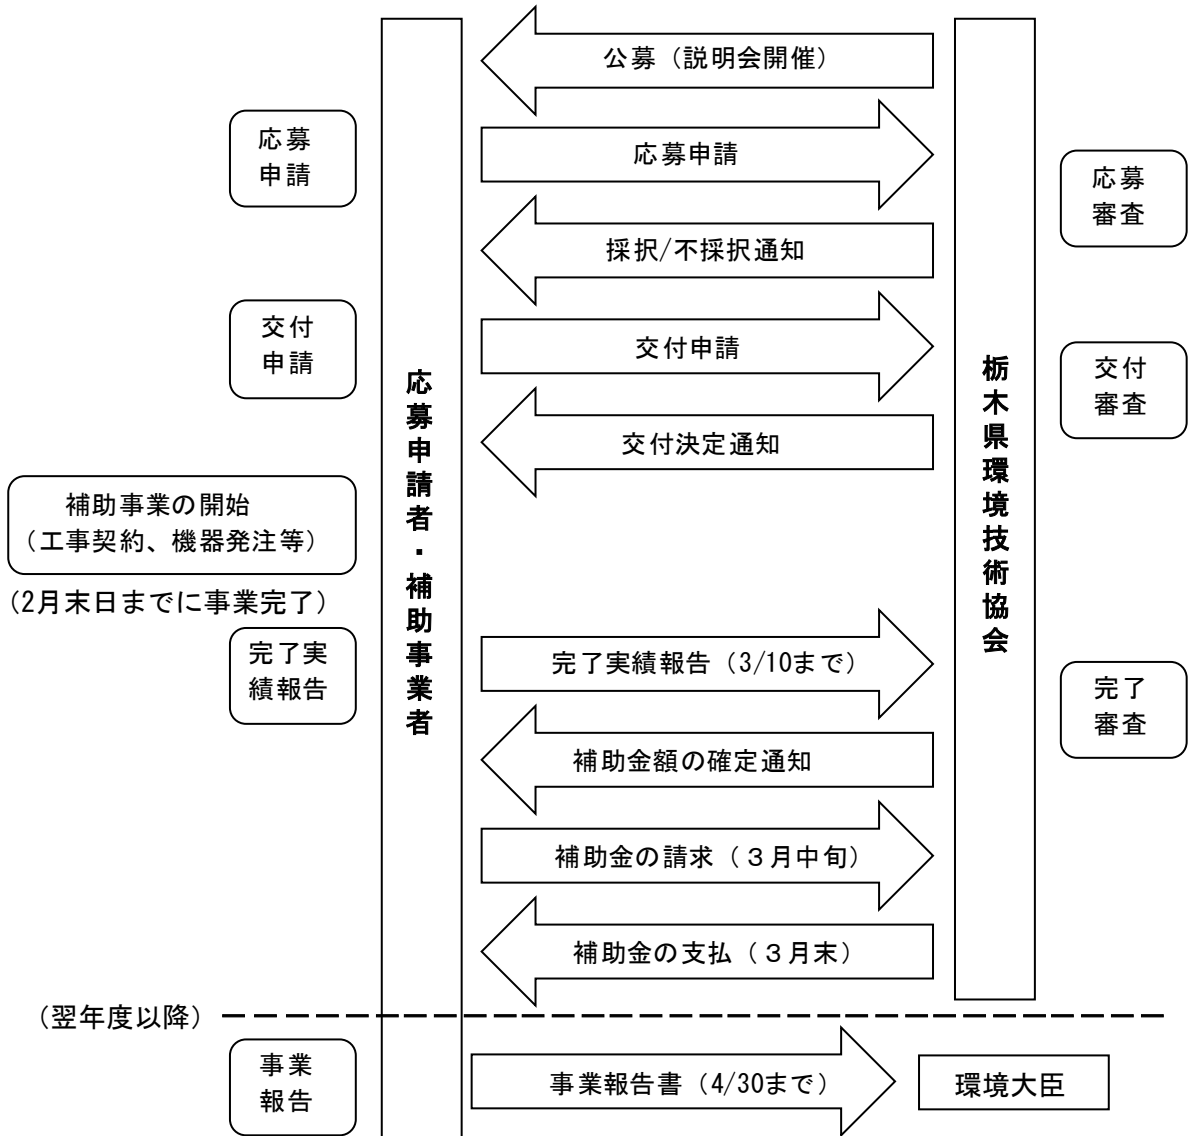 公募（説明会開催）
応募
申請
応募申請
応募
審査
採択/不採択通知
交付
申請
交付申請
交付
審査
応募申請者・補助事業者
栃木県環境技術協会
交付決定通知
補助事業の開始
（工事契約、機器発注等）
（2月末日までに事業完了）
完了実
績報告
完了実績報告（3/10まで）
完了
審査
補助金額の確定通知
補助金の請求（３月中旬）
補助金の支払（３月末）
（翌年度以降）
事業
報告
事業報告書（4/30まで）
環境大臣